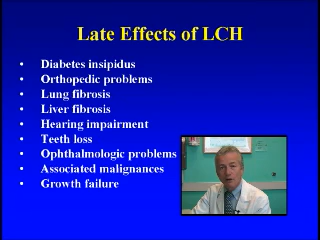 Late Effects of LCH
• Diabetes insipidus
• Orthopedic problems
• Lung fibrosis
• Liver fibrosis
• Hearing impairment
• Teeth loss
• Ophthalmologic problems
• Associated malignances
• Growth failure